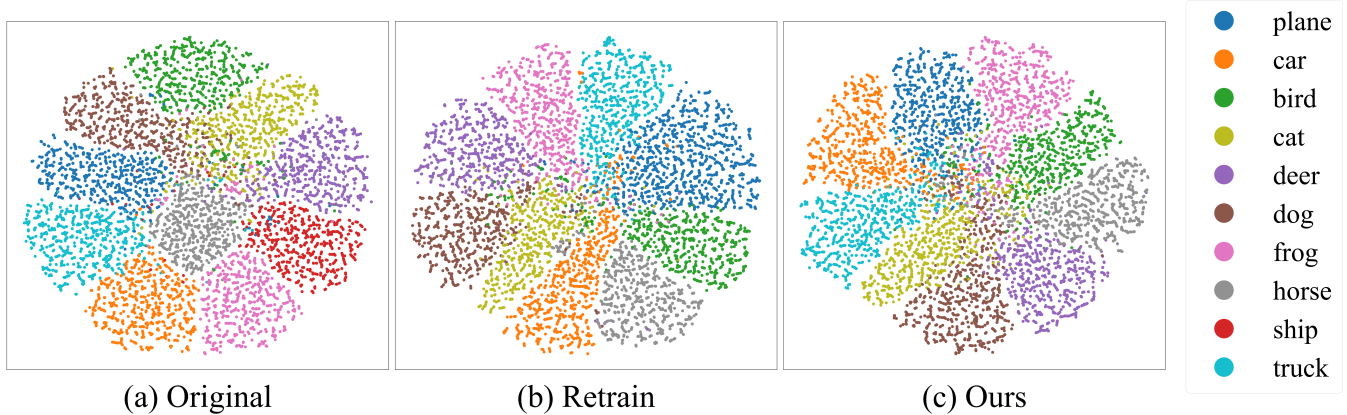 plane
car
bird
cat
deer
dog
frog
horse
ship
truck
(a) Original
(b) Retrain
(c) Ours